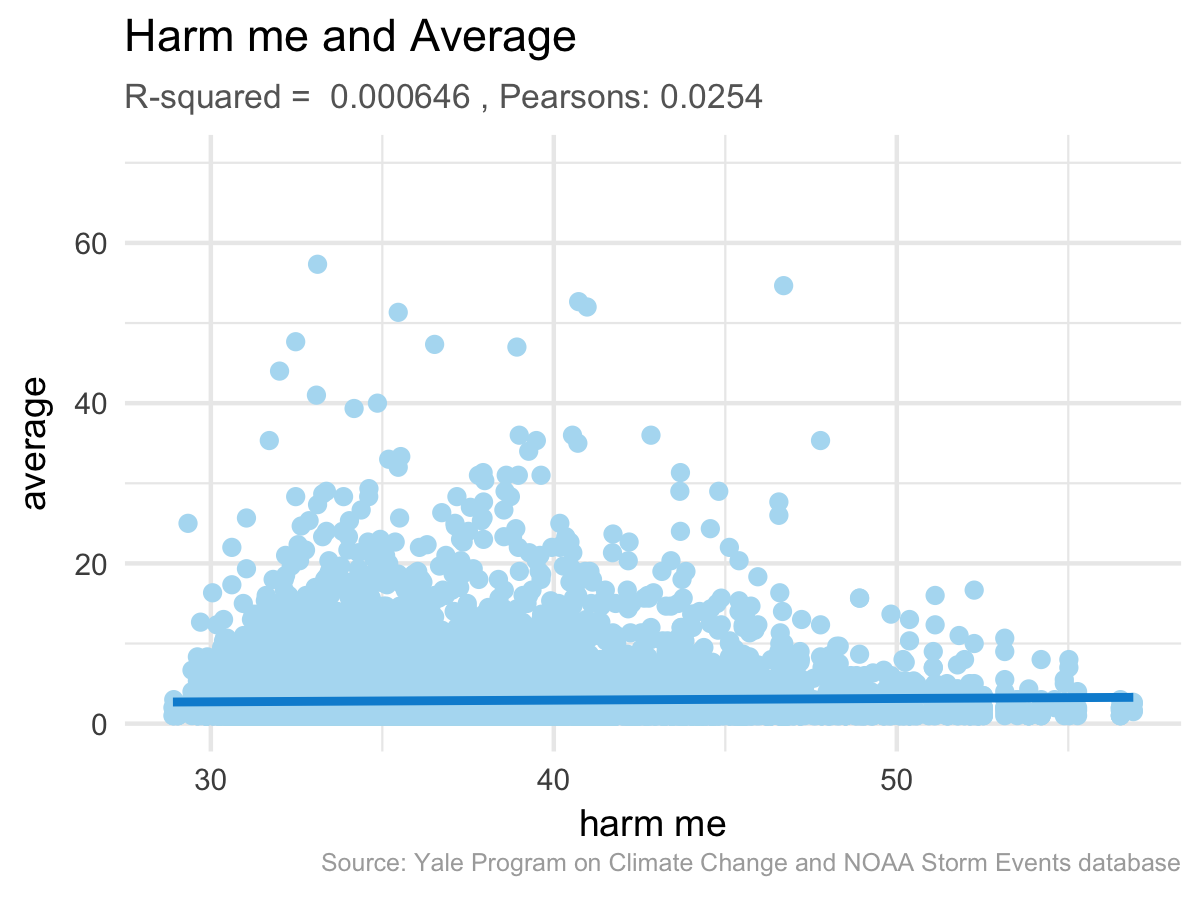 Harm me and Average
R-squared =  0.000646 , Pearsons: 0.0254
average
60
40
20
0
30 40 50
harm me
Source: Yale Program on Climate Change and NOAA Storm Events database